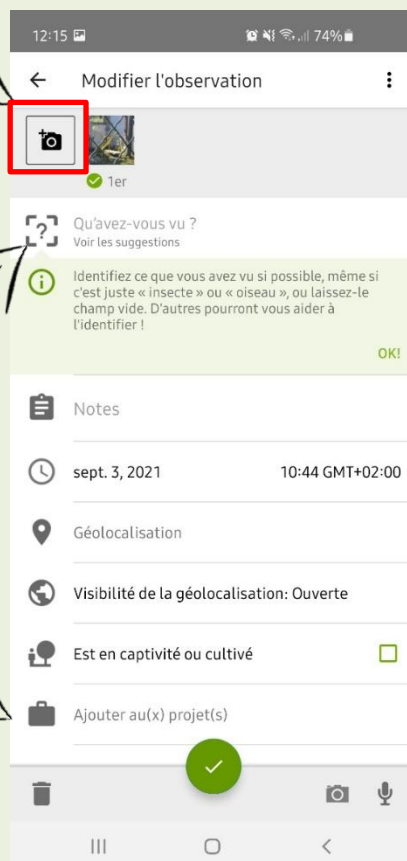 12:15 74%
Modifier l'observation
1er
Qu'avez-vous vu ?
Voir les suggestions
Identifiez ce que vous avez vu si possible, même si
c'est juste « insecte » ou « oiseau », ou laissez-le
champ vide. D'autres pourront vous aider à
l'identifier !
OK!
Notes
sept. 3, 2021 10:44 GMT+02:00
Géolocalisation
Visibilité de la géolocalisation: Ouverte
Est en captivité ou cultivé
Ajouter au(x) projet(s)